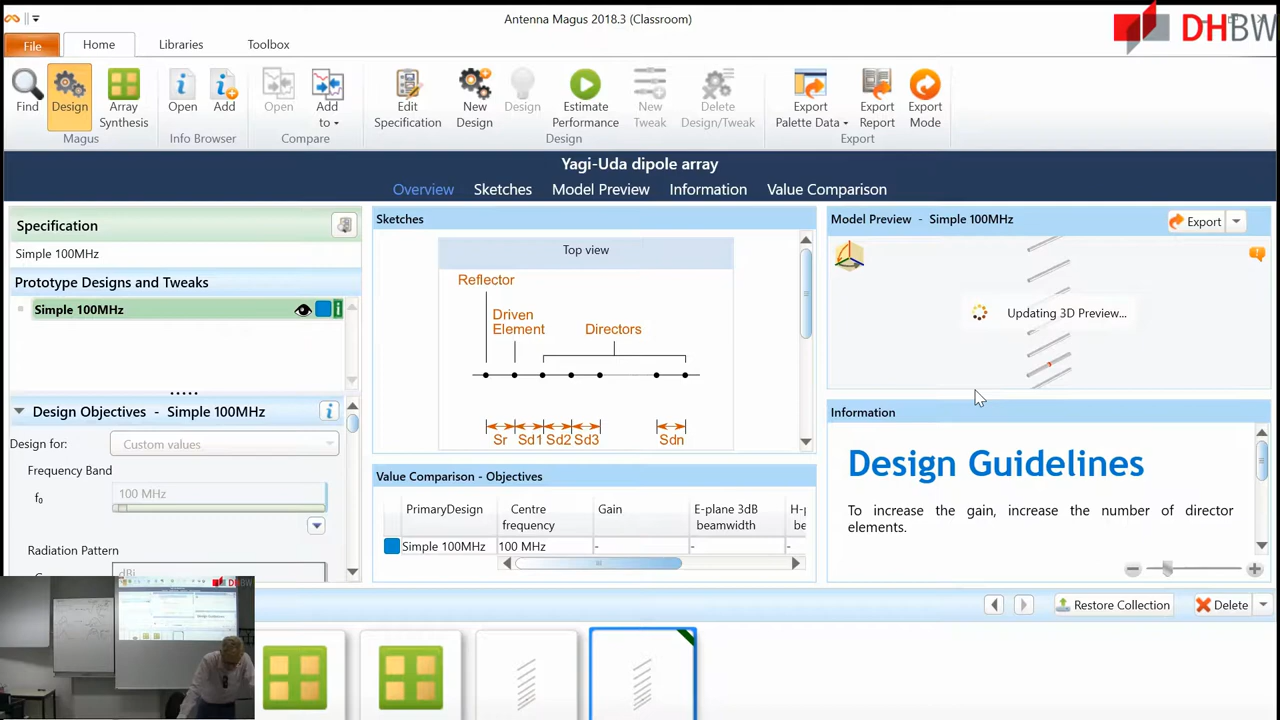 Antenna Magus 2018.3 (Classroom)
DHBW
File
Home
Libraries
Toolbox
Find
Design
Array
Synthesis
Magus
Open
Add
Info Browser
Open
Add
to
Compare
Edit
Specification
New
Design
Design
Estimate
Performance
New
Tweak
Delete
Design/Tweak
Design
Export
Palette Data
Export
Report
Export
Mode
Export
Yagi-Uda dipole array
Overview
Sketches
Model Preview
Information
Value Comparison
Specification
Simple 100MHz
Prototype Designs and Tweaks
Simple 100MHz
Design Objectives - Simple 100MHz
Design for:
Custom values
Frequency Band
f0
100 MHz
Radiation Pattern
dBi
Sketches
Top view
Reflector
Driven
Element
Directors
Sr
Sd1
Sd2
Sd3
Sdn
Value Comparison - Objectives
PrimaryDesign
Centre
frequency
Gain
E-plane 3dB
beamwidth
H-p
be
Simple 100MHz
100 MHz
-
-
-
Model Preview - Simple 100MHz
Export
Updating 3D Preview...
Information
Design Guidelines
To increase the gain, increase the number of director
elements.
Restore Collection
Delete